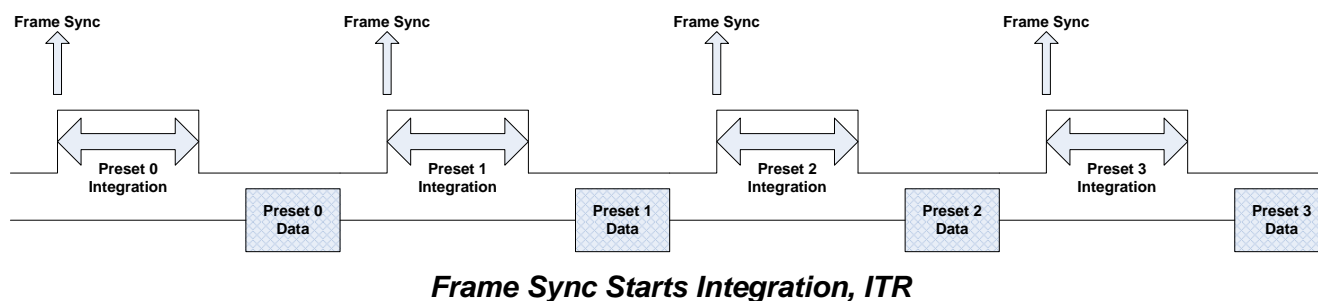 Frame Sync
Frame Sync
Frame Sync
Frame Sync
Preset 0
Integration
Preset 1
Integration
Preset 2
Integration
Preset 3
Integration
Preset 0
Data
Preset 1
Data
Preset 2
Data
Preset 3
Data
Frame Sync Starts Integration, ITR